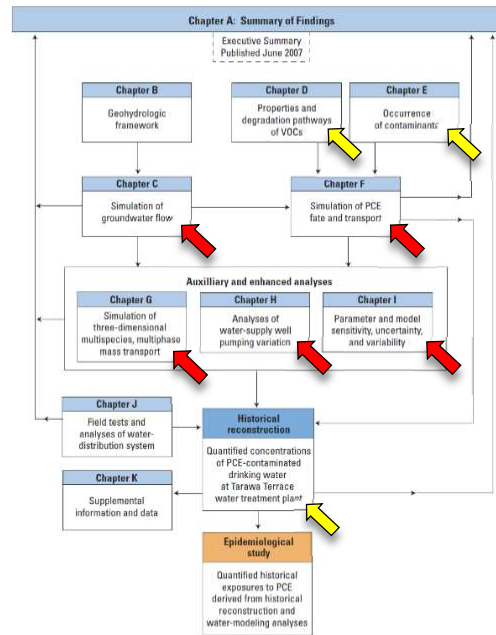 Chapter A: Summary of Findings
Executive Summary
Published June 2007
Chapter B
Geohydrologic
framework
Chapter D
Properties and
degradation pathways
of VOCs
Chapter E
Occurrence
of contaminants
Chapter C
Simulation of
groundwater flow
Chapter F
Simulation of PCE
fate and transport
Auxilliary and enhanced analyses
Chapter G
Simulation of
three-dimensional
multispecies, multiphase
mass transport
Chapter H
Analyses of
water-supply well
pumping variation
Chapter I
Parameter and model
sensitivity, uncertainty,
and variability
Chapter J
Field tests and
analyses of water-
distribution system
Historical
reconstruction
Quantified concentrations
of PCE-contaminated
drinking water
at Tarawa Terrace
water treatment plant
Chapter K
Supplemental
information and data
Epidemiological
study
Quantified historical
exposures to PCE
derived from historical
reconstruction and
water-modeling analyses